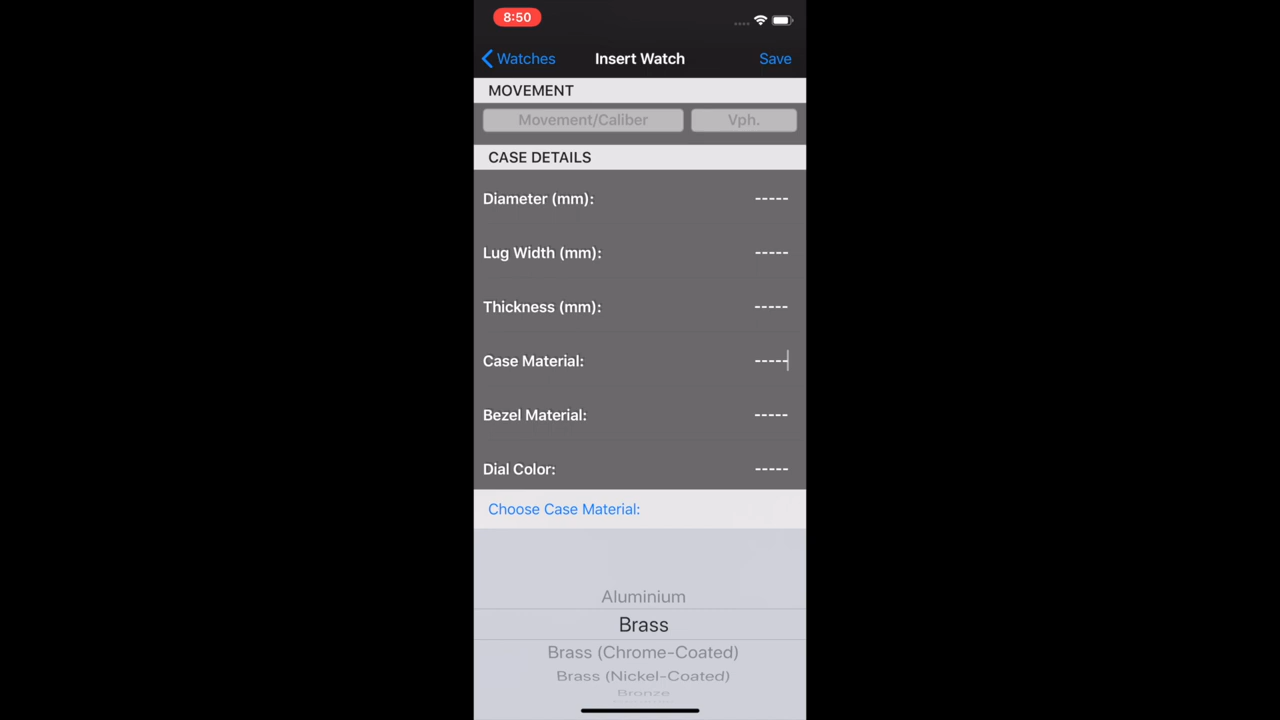 8:50
Watches Insert Watch Save
MOVEMENT
Movement/Caliber Vph.
CASE DETAILS
Diameter (mm): -----
Lug Width (mm): -----
Thickness (mm): -----
Case Material: -----
Bezel Material: -----
Dial Color: -----
Choose Case Material:
Aluminium
Brass
Brass (Chrome-Coated)
Brass (Nickel-Coated)
Bronze